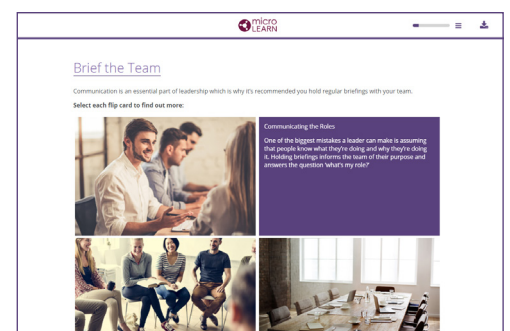 micro
LEARN
Brief the Team
Communication is an essential part of leadership which is why it's recommended you hold regular briefings with your team.
Select each flip card to find out more:
Communicating the Roles
One of the biggest mistakes a leader can make is assuming
that people know what they're doing and why they're doing
it. Holding briefings informs the team of their purpose and
answers the question 'what's my role?'